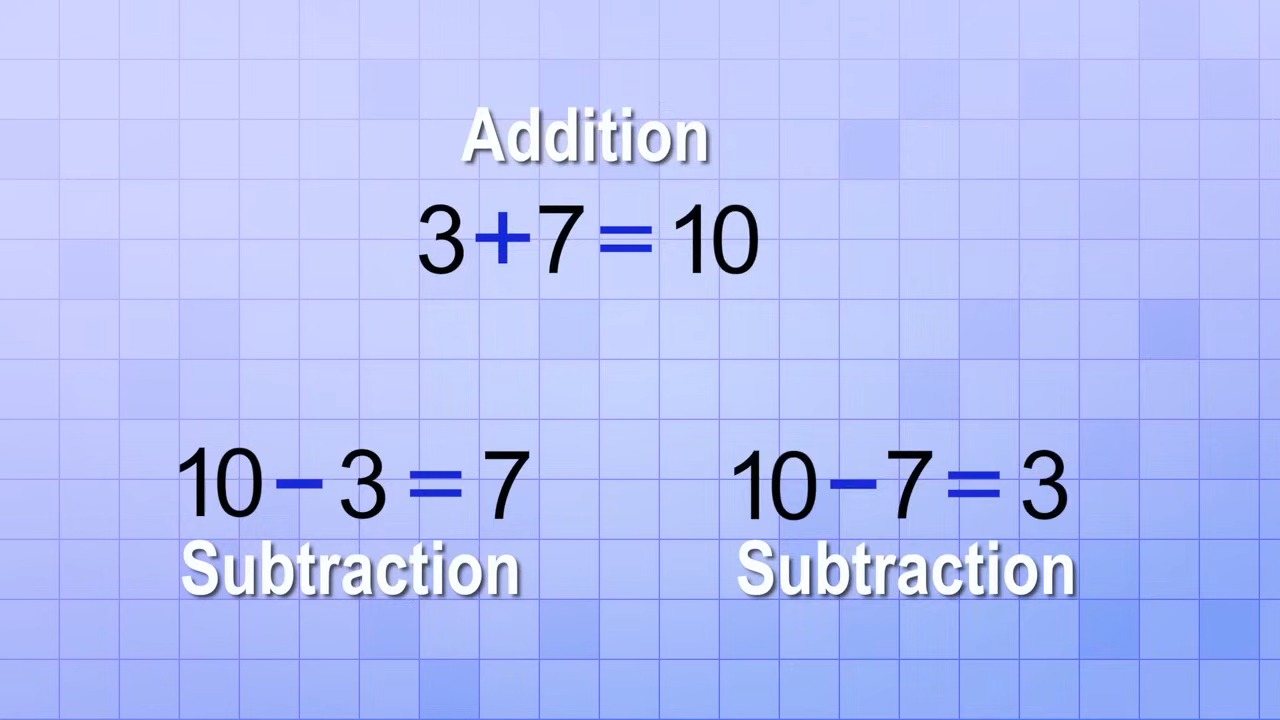 Addition
3+7=10
10−3=7
Subtraction
10−7=3
Subtraction